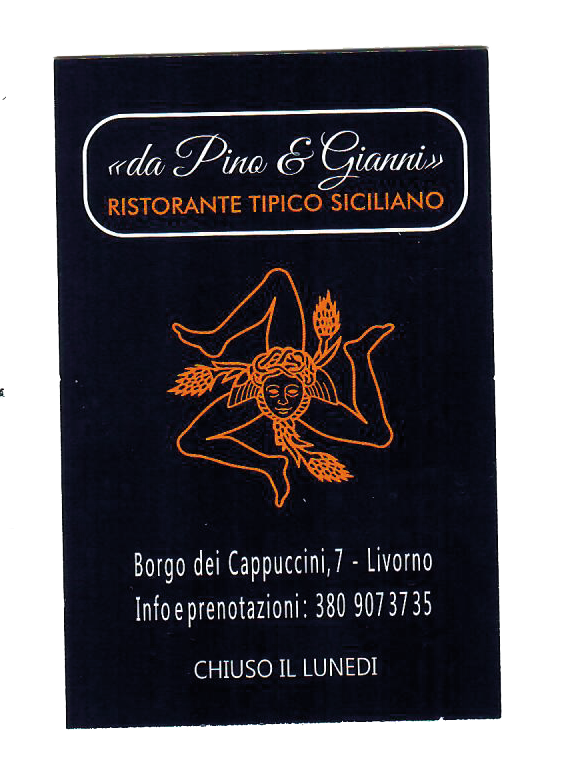 «da Pino & Gianni»
RISTORANTE TIPICO SICILIANO
Borgo dei Cappuccini,7 - Livorno
Info e prenotazioni: 380 9073735
CHIUSO IL LUNEDI